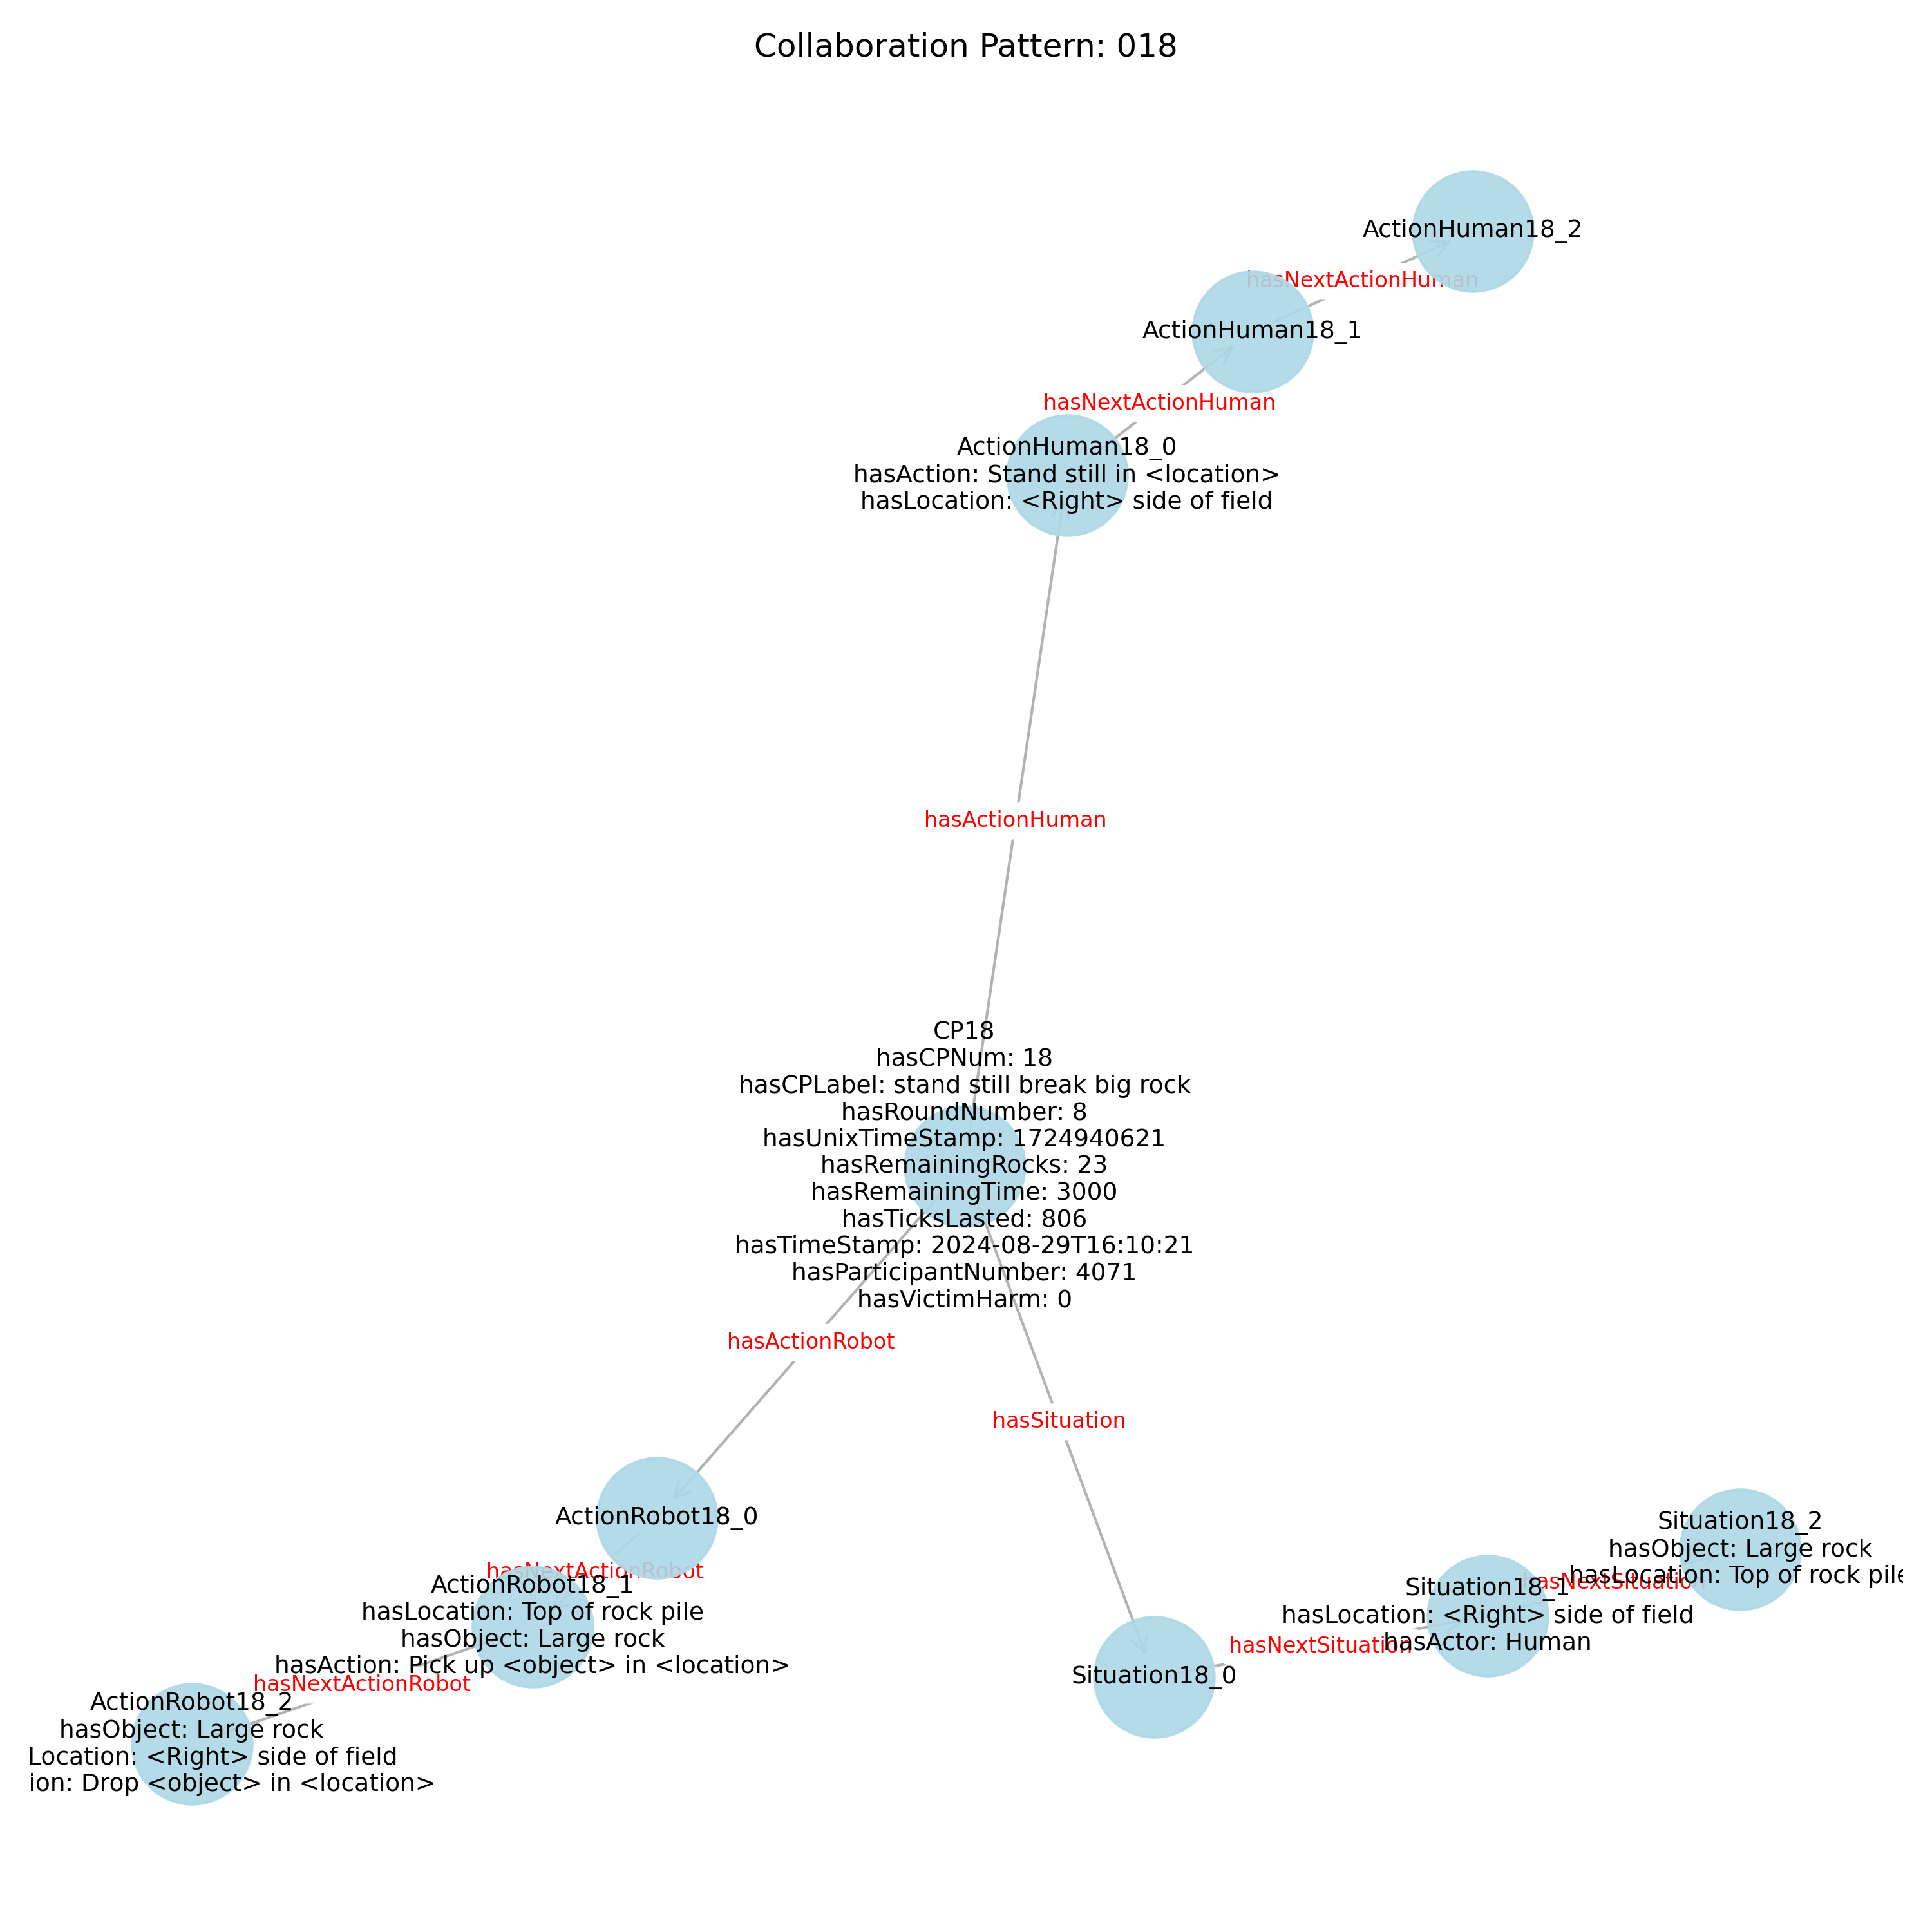 Collaboration Pattern: 018
ActionHuman18_2
hasNextActionHuman
ActionHuman18_1
hasNextActionHuman
ActionHuman18_0
hasAction: Stand still in <location>
hasLocation: <Right> side of field
hasActionHuman
CP18
hasCPNum: 18
hasCPLabel: stand still break big rock
hasRoundNumber: 8
hasUnixTimeStamp: 1724940621
hasRemainingRocks: 23
hasRemainingTime: 3000
hasTicksLasted: 806
hasTimeStamp: 2024-08-29T16:10:21
hasParticipantNumber: 4071
hasVictimHarm: 0
hasActionRobot
hasSituation
ActionRobot18_0
hasNextActionRobot
ActionRobot18_1
hasLocation: Top of rock pile
hasObject: Large rock
hasAction: Pick up <object> in <location>
hasNextActionRobot
ActionRobot18_2
hasObject: Large rock
Location: <Right> side of field
ion: Drop <object> in <location>
Situation18_2
hasObject: Large rock
hasLocation: Top of rock pile
hasNextSituation
Situation18_1
hasLocation: <Right> side of field
hasActor: Human
hasNextSituation
Situation18_0